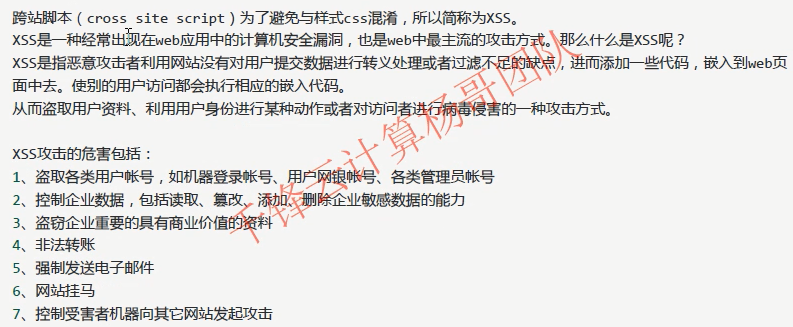 跨站脚本（cross site script）为了避免与样式css混淆，所以简称为XSS。
XSS是一种经常出现在web应用中的计算机安全漏洞，也是web中最主流的攻击方式。那么什么是XSS呢？
XSS是指恶意攻击者利用网站没有对用户提交数据进行转义处理或者过滤不足的缺点，进而添加一些代码，嵌入到web页
面中去。使别的用户访问都会执行相应的嵌入代码。
从而盗取用户资料、利用用户身份进行某种动作或者对访问者进行病毒侵害的一种攻击方式。
XSS攻击的危害包括：
1、盗取各类用户帐号，如机器登录帐号、用户网银帐号、各类管理员帐号
2、控制企业数据，包括读取、篡改、添加、删除企业敏感数据的能力
3、盗窃企业重要的具有商业价值的资料
4、非法转账
5、强制发送电子邮件
6、网站挂马
7、控制受害者机器向其它网站发起攻击
千锋云计算杨哥团队